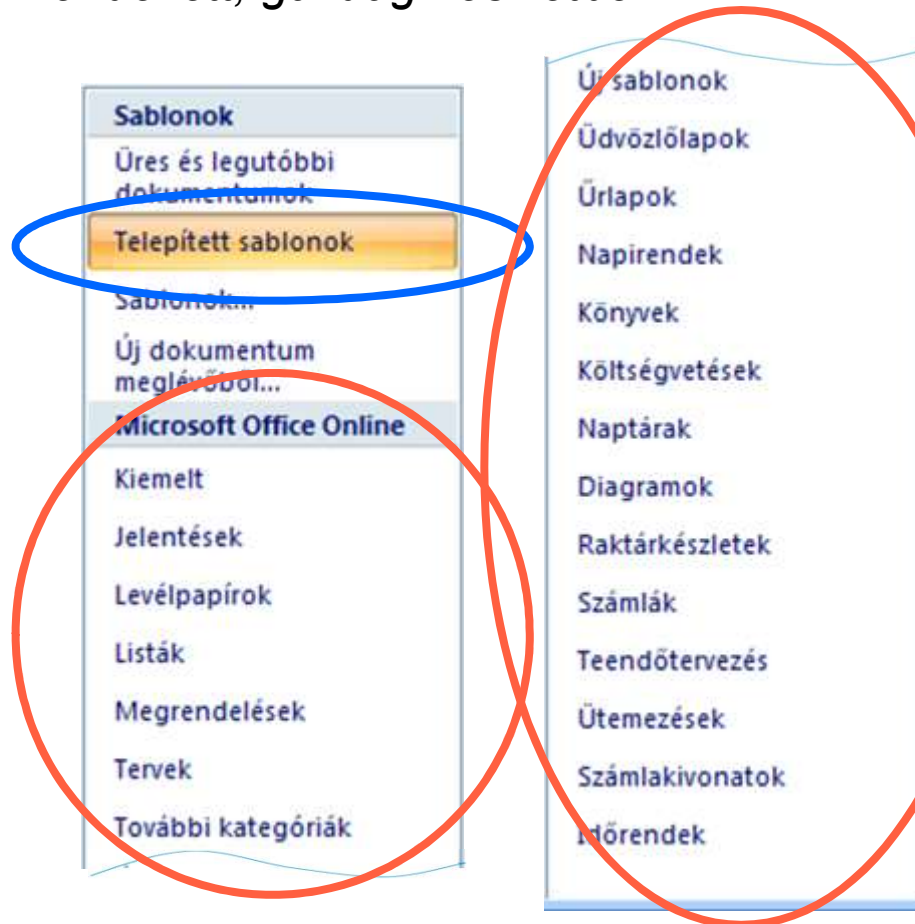 Sablonok
Üres és legutóbbi
dokumentumok
Telepített sablonok
Sablonok...
Új dokumentum
meglévőből...
Microsoft Office Online
Kiemelt
Jelentések
Levélpapírok
Listák
Megrendelések
Tervek
További kategóriák
Új sablonok
Üdvözlőlapok
Űrlapok
Napirendek
Könyvek
Költségvetések
Naptárak
Diagramok
Raktárkészletek
Számlák
Teendőtervezés
Ütemezések
Számlakivonatok
Időrendek